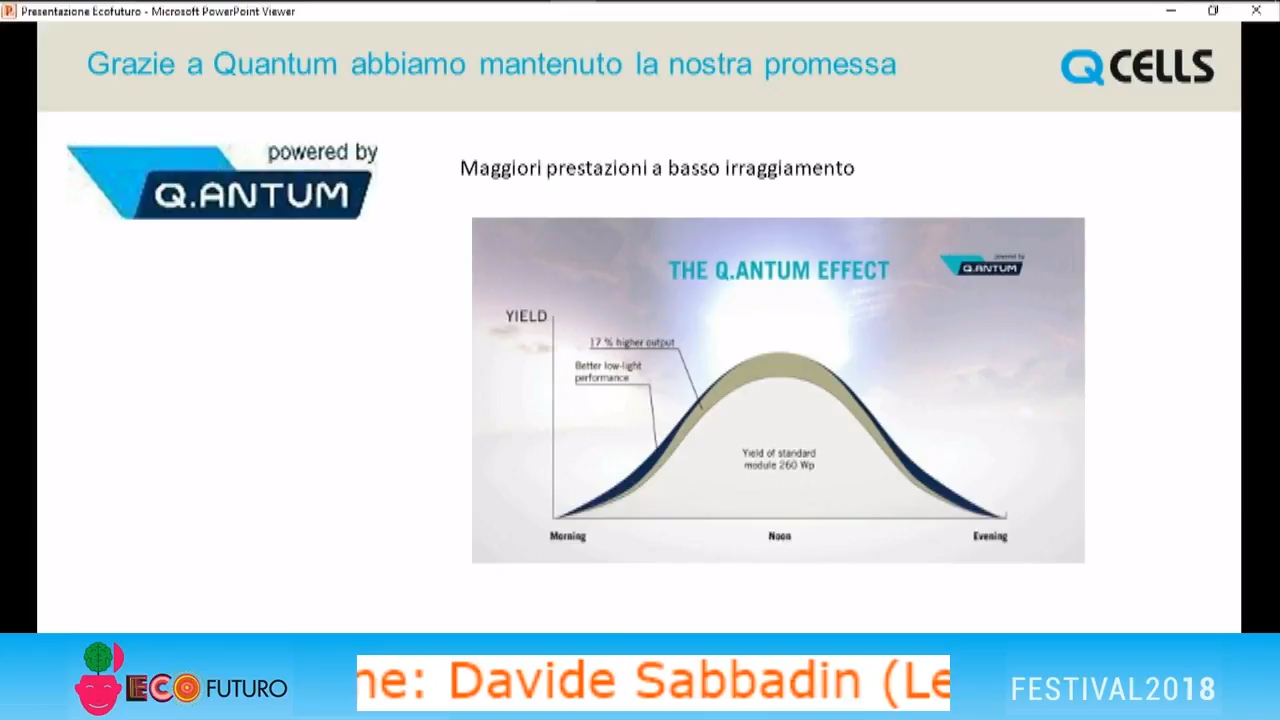 Presentazione Ecofuturo - Microsoft PowerPoint Viewer
Grazie a Quantum abbiamo mantenuto la nostra promessa
Q CELLS
powered by
Q.ANTUM
Maggiori prestazioni a basso irraggiamento
THE Q.ANTUM EFFECT
powered by
Q.ANTUM
YIELD
17 % higher output
Better low-light
performance
Yield of standard
module 260 Wp
Morning
Noon
Evening
ECO FUTURO
ne: Davide Sabbadin (Le
FESTIVAL2018